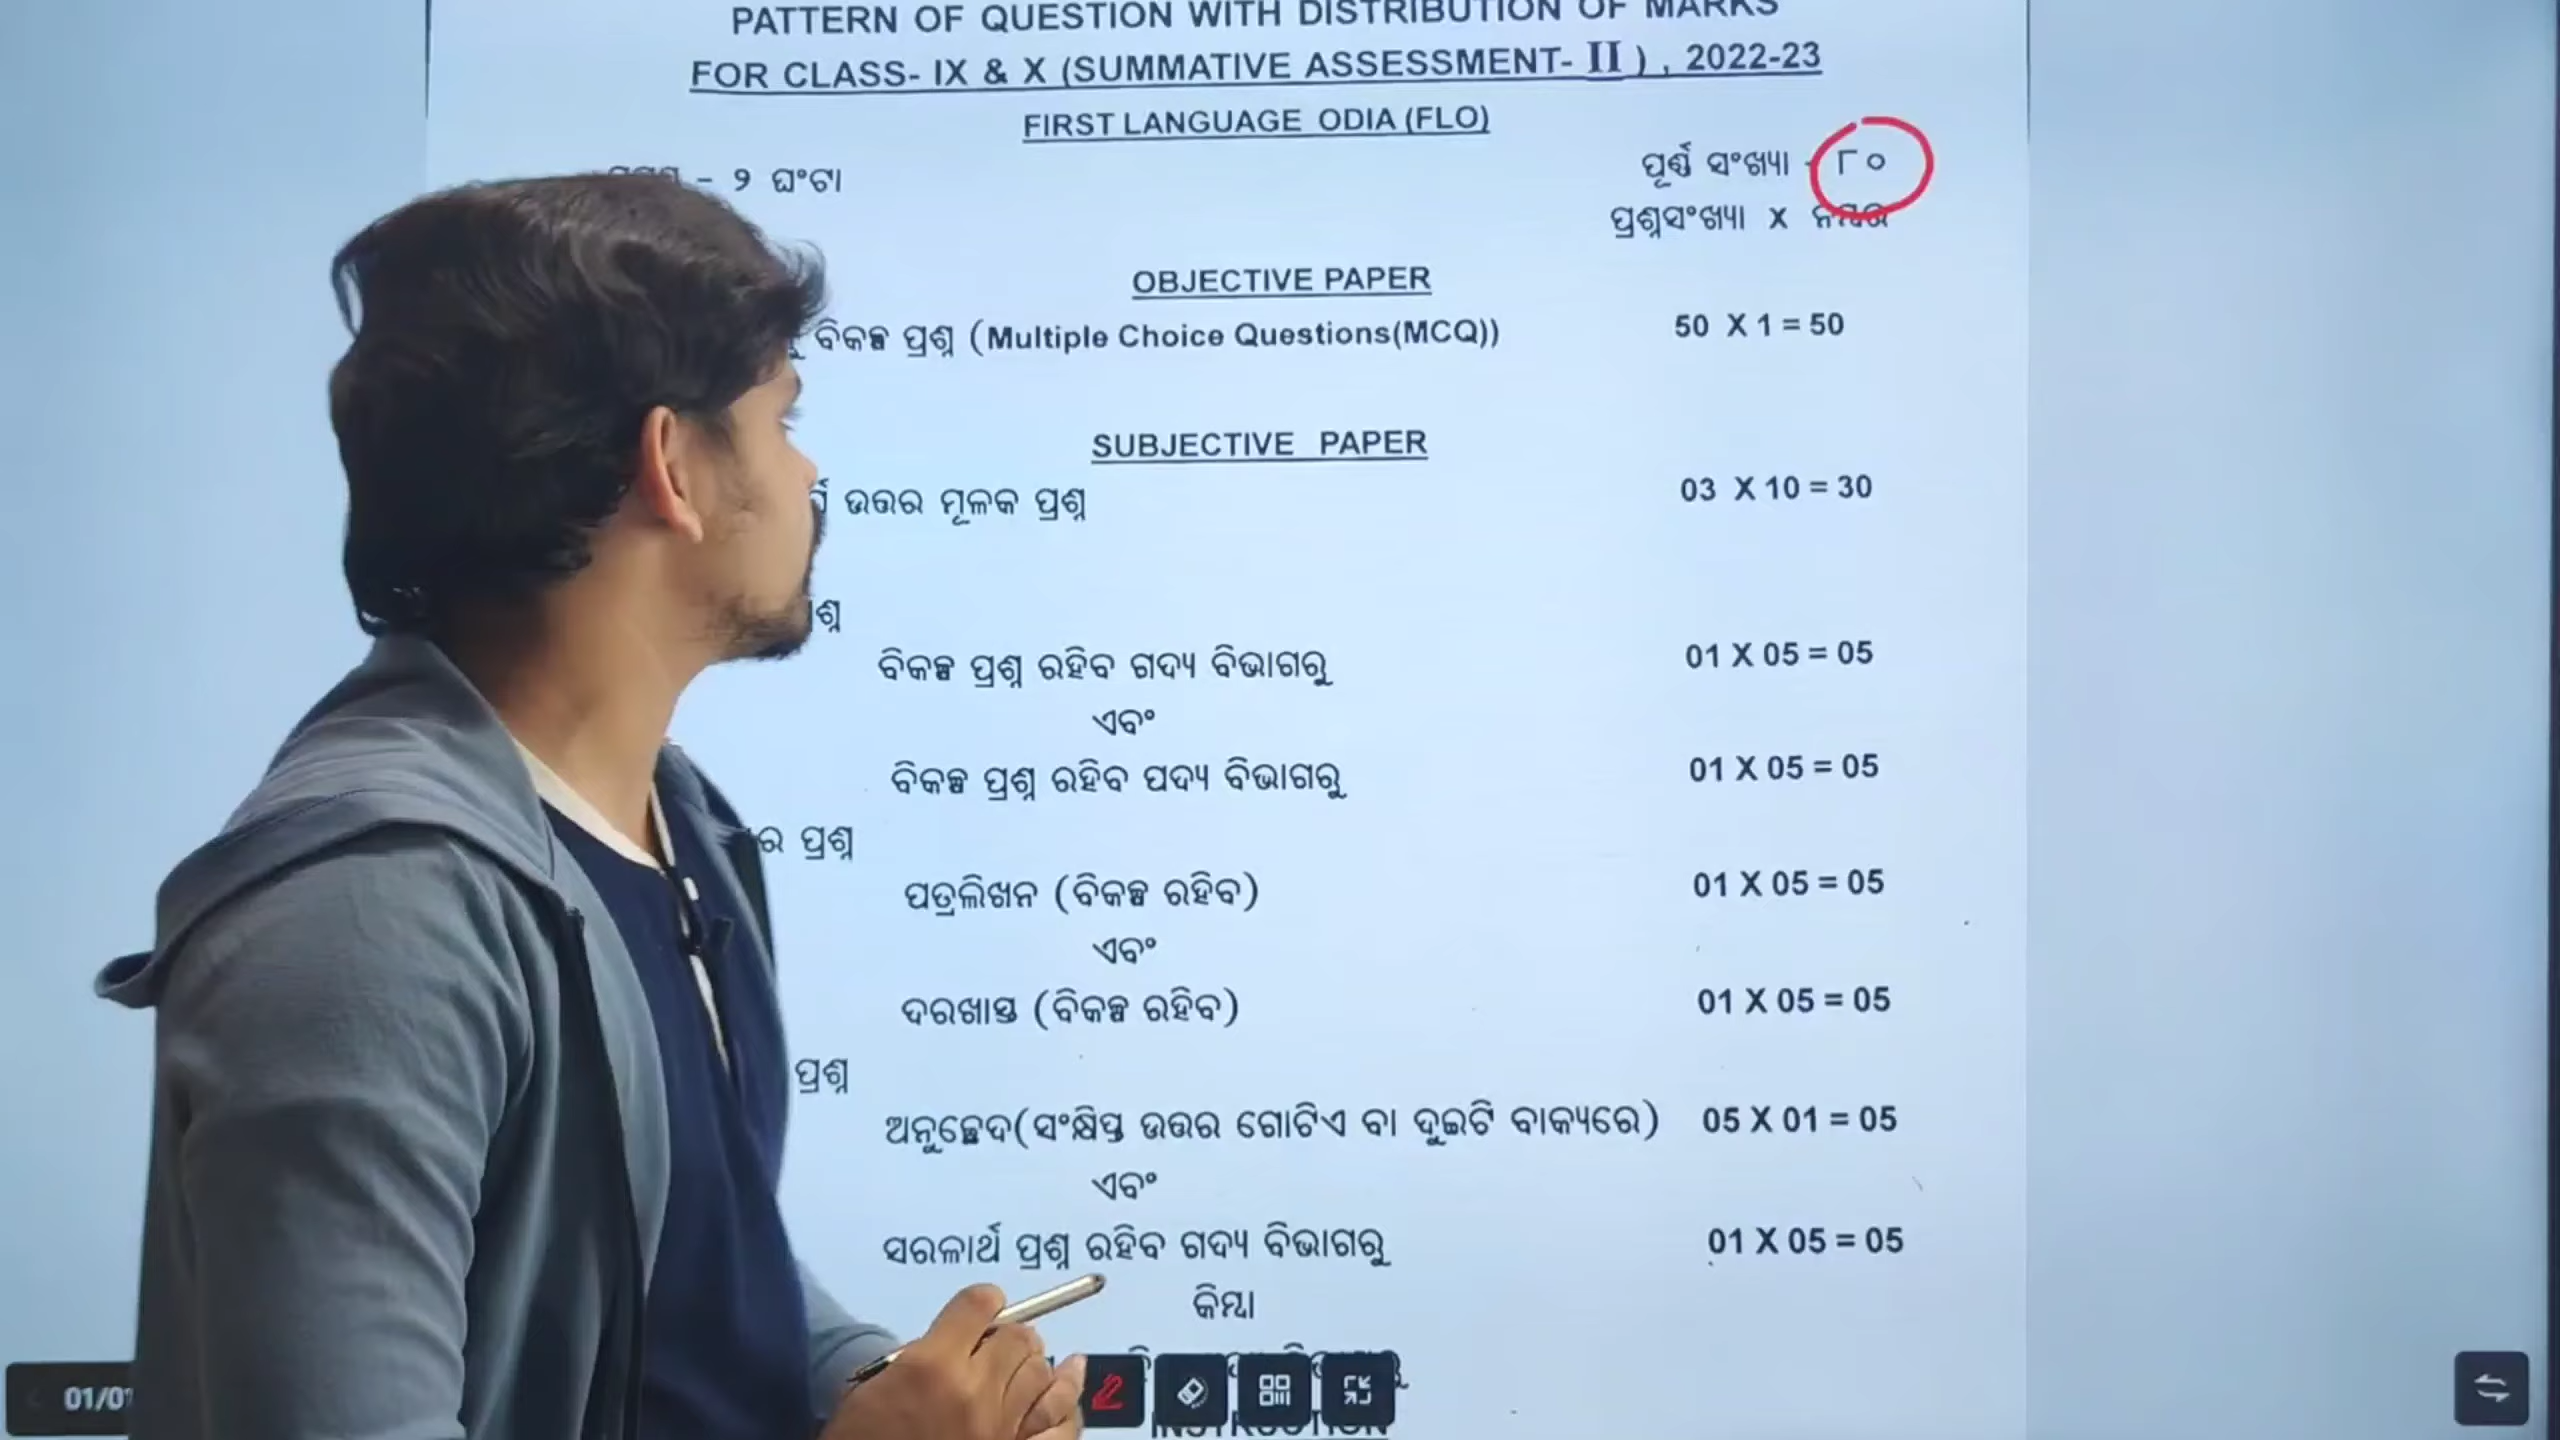 PATTERN OF QUESTION WITH DISTRIBUTION OF MARKS
FOR CLASS- IX & X (SUMMATIVE ASSESSMENT- II ) , 2022-23
FIRST LANGUAGE ODIA (FLO)
- ୨ ଘଂଟା
ପୂର୍ଣ୍ଣ ସଂଖ୍ୟା - ୮୦
ପ୍ରଶ୍ନସଂଖ୍ୟା X ନମ୍ବର
OBJECTIVE PAPER
ବିକଳ୍ପ ପ୍ରଶ୍ନ (Multiple Choice Questions(MCQ)) 50 X 1 = 50
SUBJECTIVE PAPER
ଉତ୍ତର ମୂଳକ ପ୍ରଶ୍ନ 03 X 10 = 30
ବିକଳ୍ପ ପ୍ରଶ୍ନ ରହିବ ଗଦ୍ୟ ବିଭାଗରୁ 01 X 05 = 05
ଏବଂ
ବିକଳ୍ପ ପ୍ରଶ୍ନ ରହିବ ପଦ୍ୟ ବିଭାଗରୁ 01 X 05 = 05
ପ୍ରଶ୍ନ
ପତ୍ରଲିଖନ (ବିକଳ୍ପ ରହିବ) 01 X 05 = 05
ଏବଂ
ଦରଖାସ୍ତ (ବିକଳ୍ପ ରହିବ) 01 X 05 = 05
ପ୍ରଶ୍ନ
ଅନୁଚ୍ଛେଦ(ସଂକ୍ଷିପ୍ତ ଉତ୍ତର ଗୋଟିଏ ବା ଦୁଇଟି ବାକ୍ୟରେ) 05 X 01 = 05
ଏବଂ
ସରଳାର୍ଥ ପ୍ରଶ୍ନ ରହିବ ଗଦ୍ୟ ବିଭାଗରୁ 01 X 05 = 05
କିମ୍ବା
INSTRUCTION